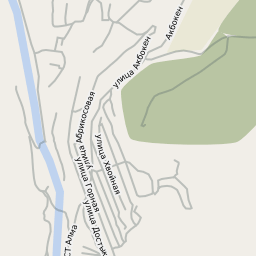 улица Акбокен
Акбокен
Абрикосовая
улица
улица Хвойная
улица Горная
улица Достык
СТ Алма